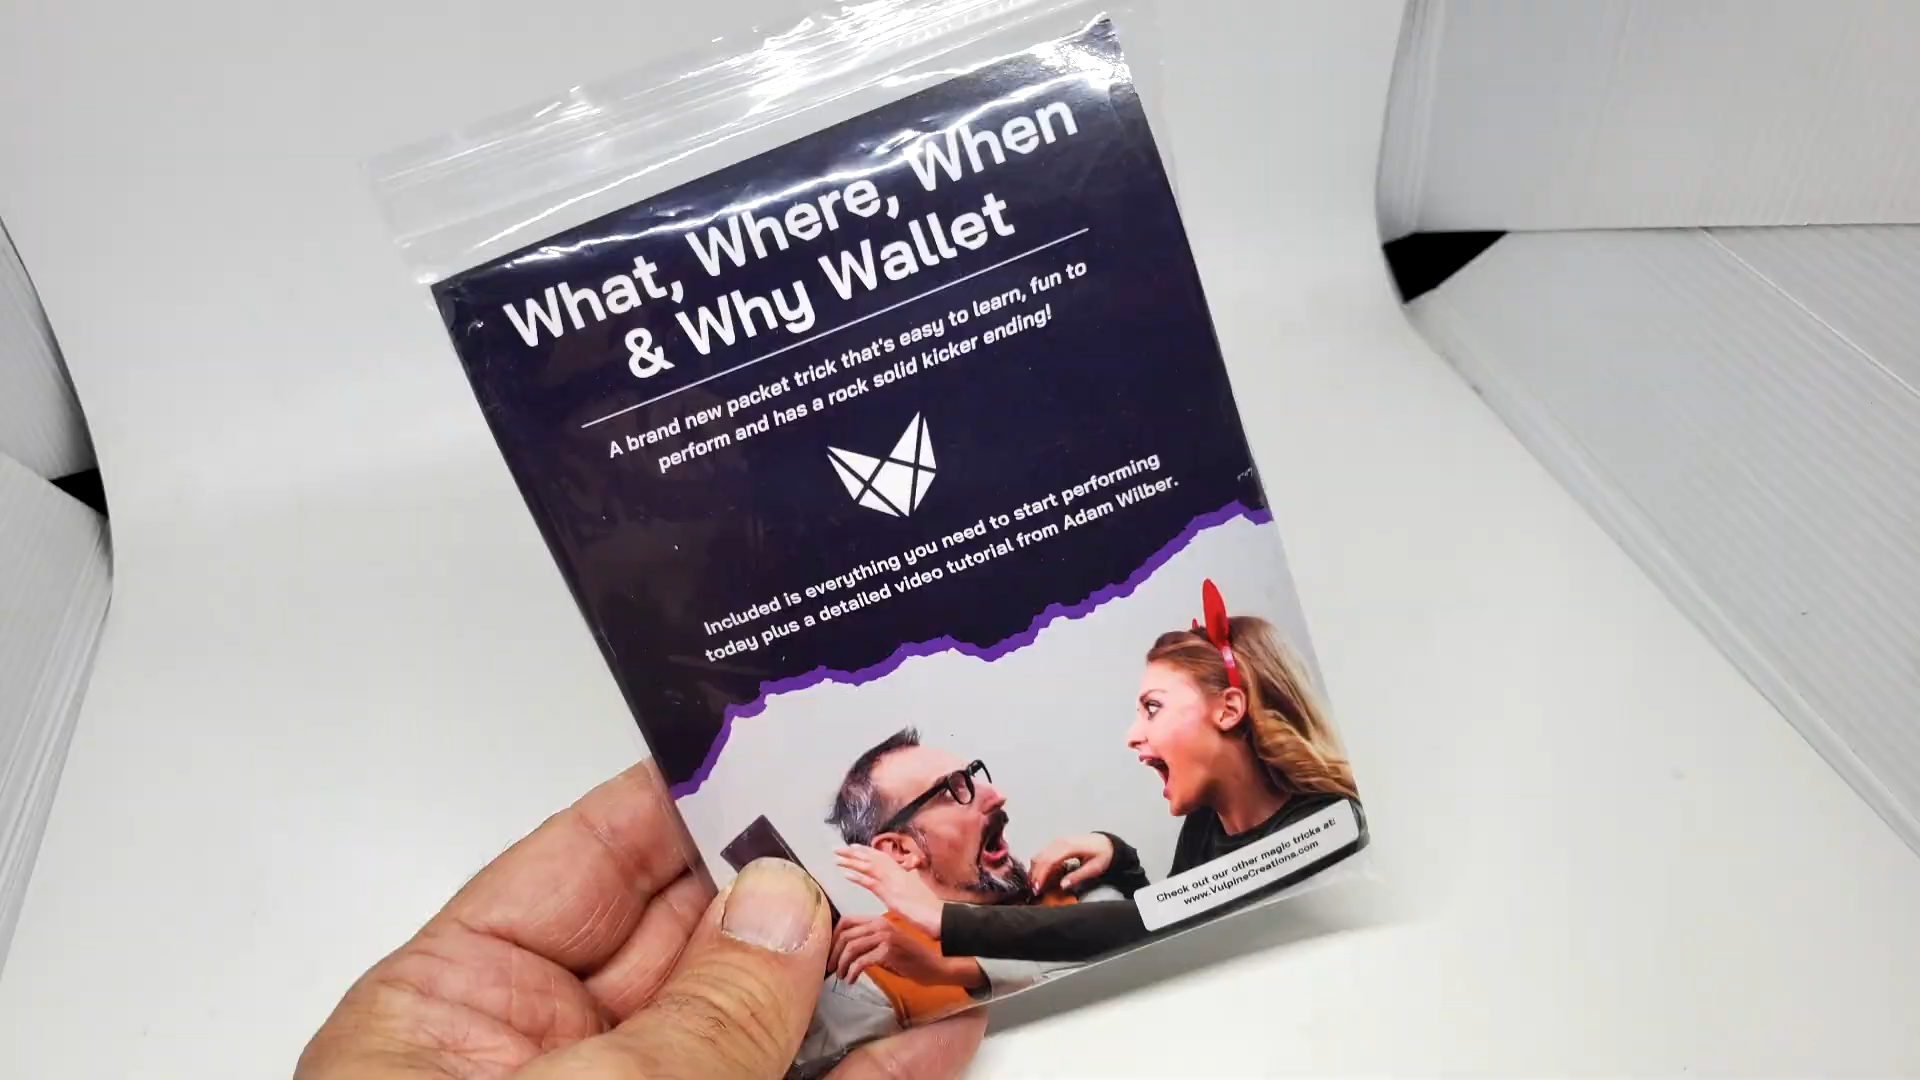 What, Where, When
& Why Wallet
A brand new packet trick that's easy to learn, fun to
perform and has a rock solid kicker ending!
Included is everything you need to start performing
today plus a detailed video tutorial from Adam Wilber.
Check out our other magic tricks at:
www.VulpineCreations.com